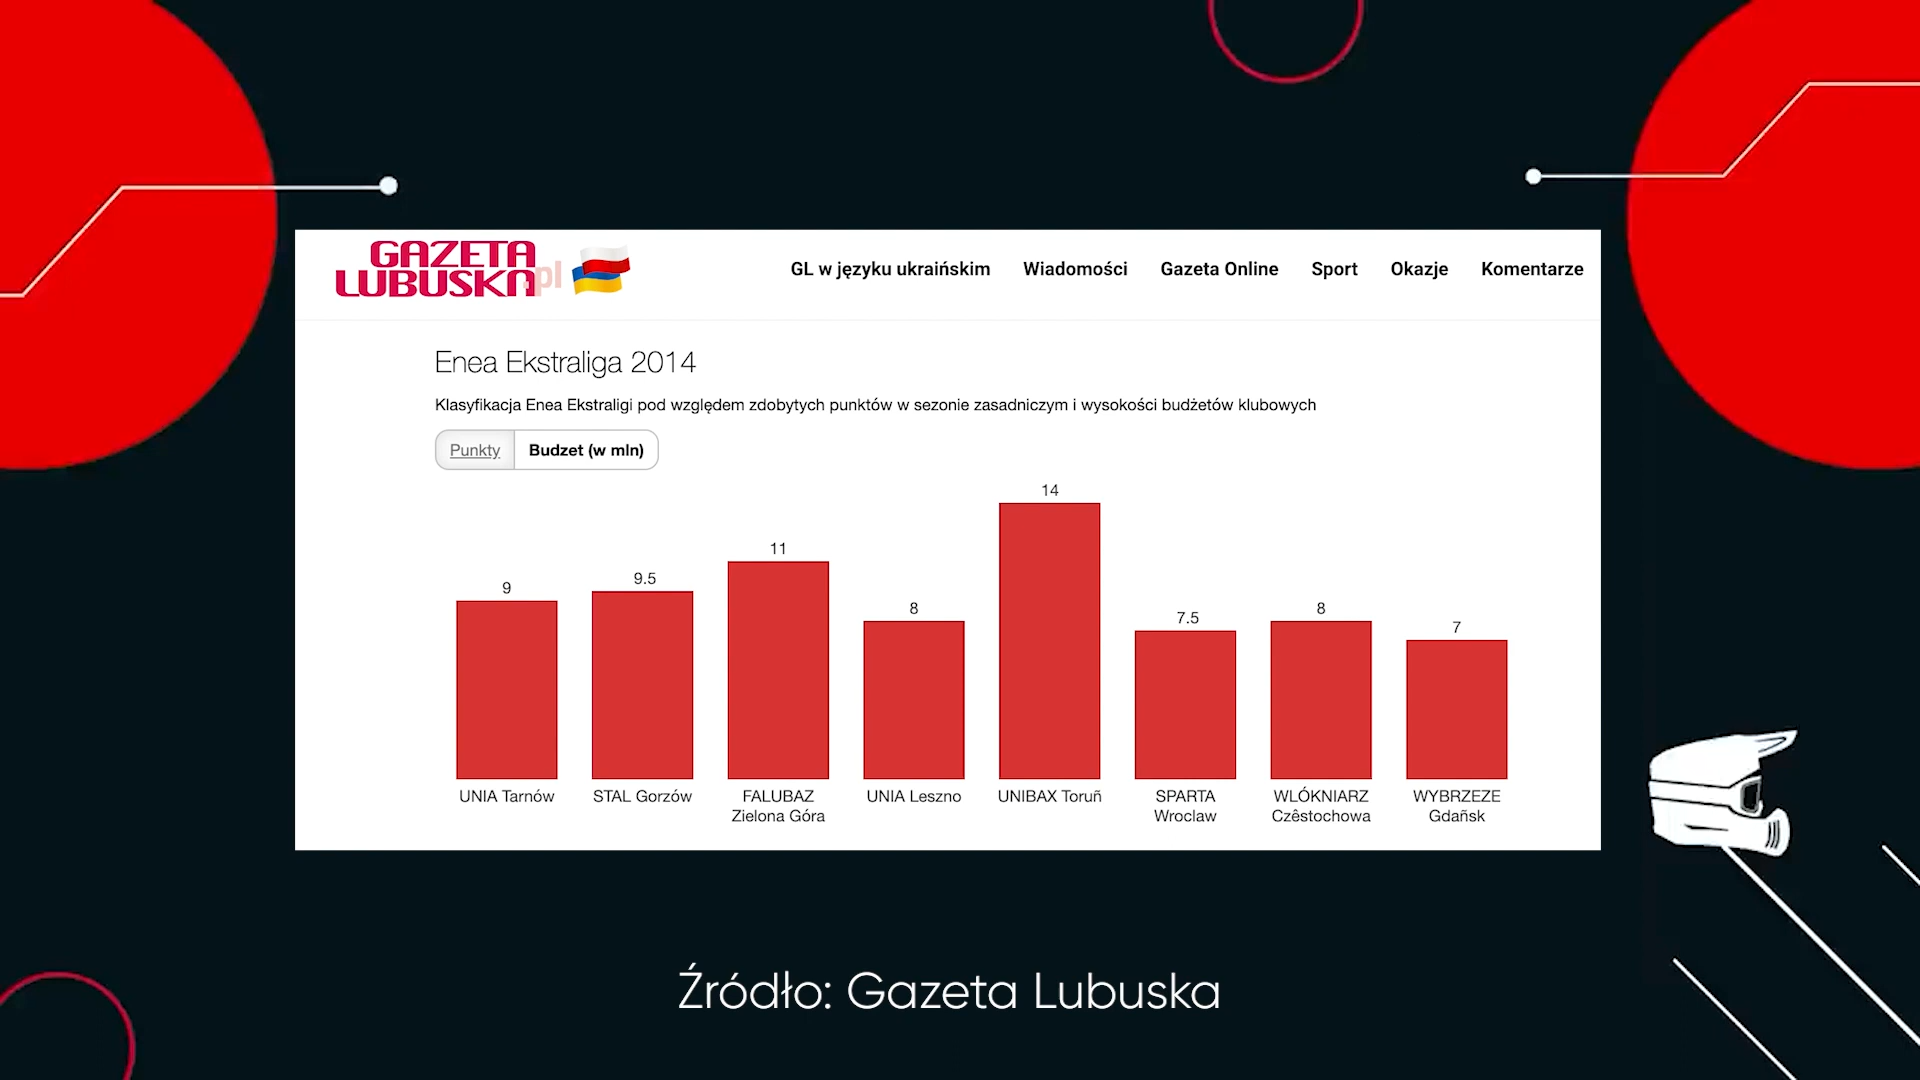 GAZETA
LUBUSKA.pl
GL w języku ukraińskim Wiadomości Gazeta Online Sport Okazje Komentarze
Enea Ekstraliga 2014
Klasyfikacja Enea Ekstraligi pod względem zdobytych punktów w sezonie zasadniczym i wysokości budżetów klubowych
Punkty Budzet (w mln)
9 9.5 11 8 14 7.5 8 7
UNIA Tarnów STAL Gorzów FALUBAZ UNIA Leszno UNIBAX Toruñ SPARTA WLÓKNIARZ WYBRZEZE
Zielona Góra Wroclaw Czêstochowa Gdañsk
Źródło: Gazeta Lubuska